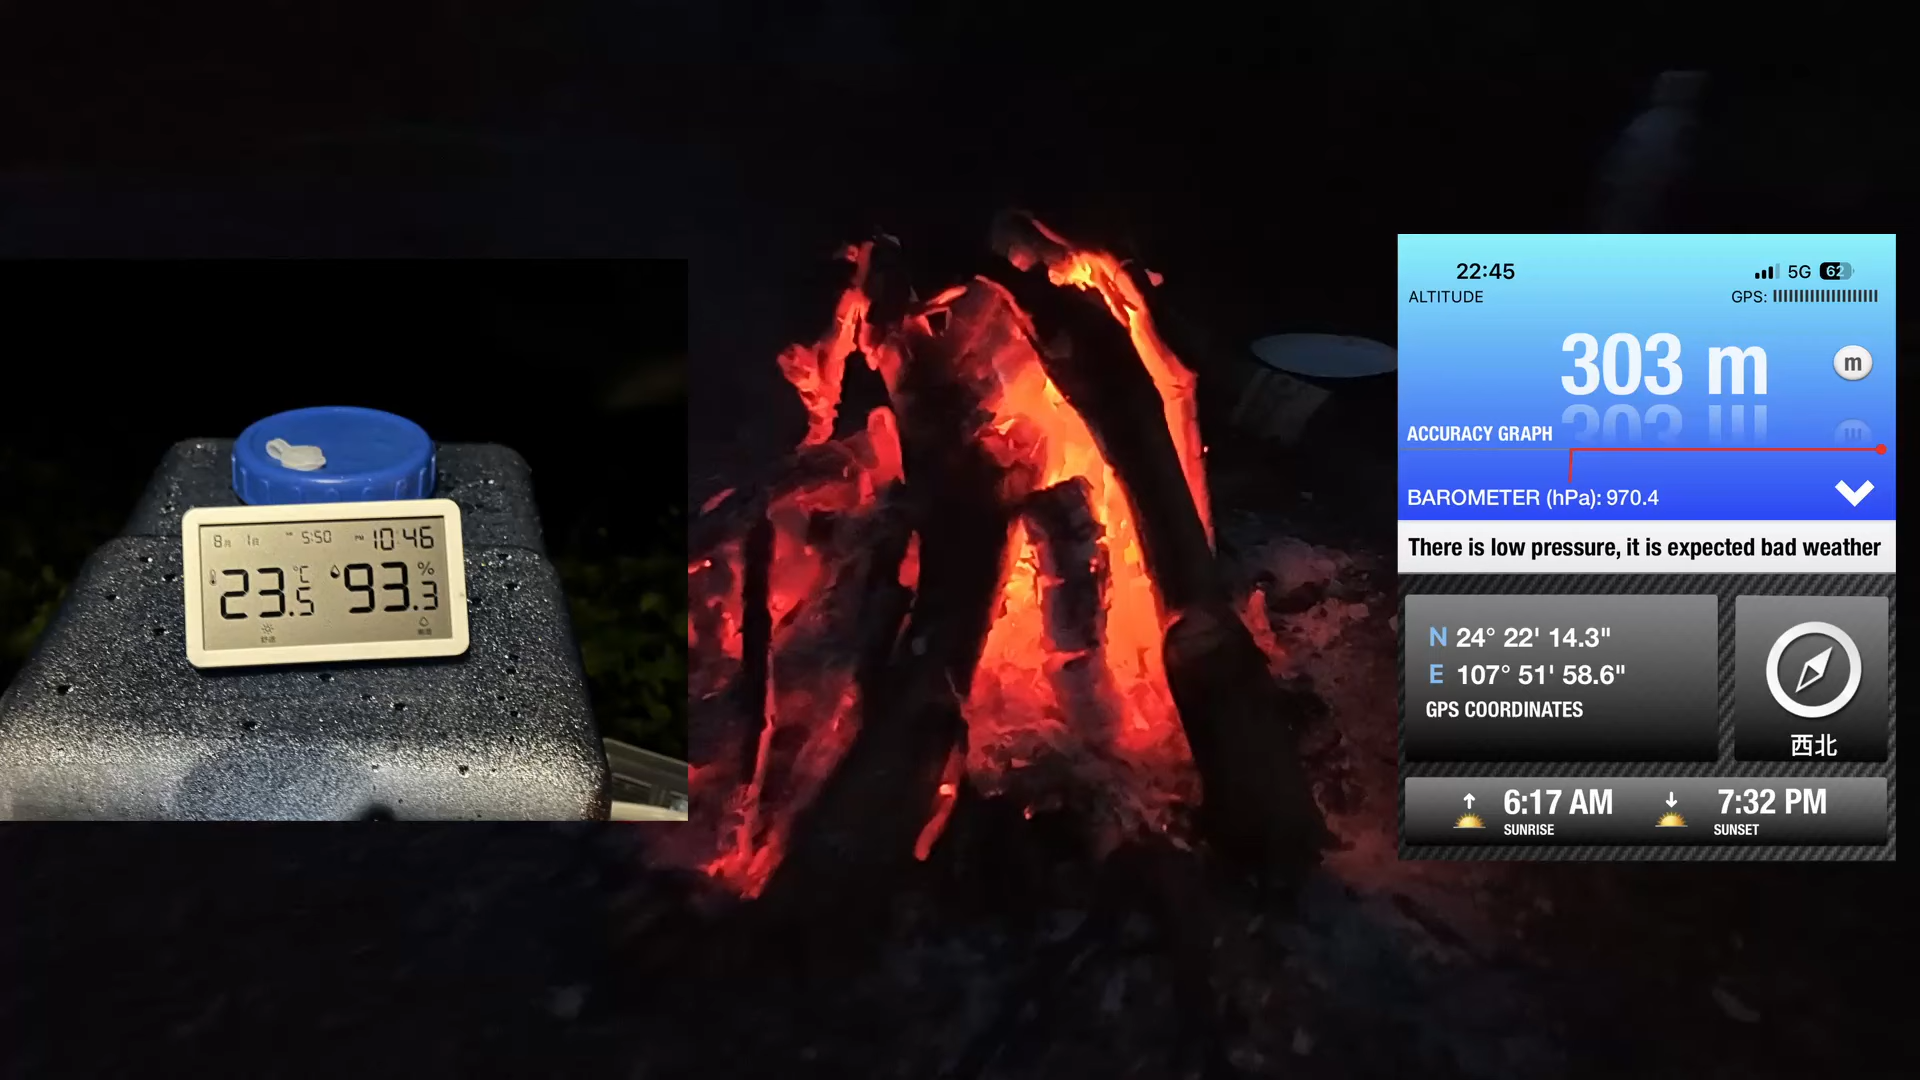 8月 1日 5:50 PM 10:46
23.5 °C 93.3 %
22:45 5G 62
ALTITUDE GPS:
303 m m
ACCURACY GRAPH
BAROMETER (hPa): 970.4
There is low pressure, it is expected bad weather
N 24° 22' 14.3"
E 107° 51' 58.6"
GPS COORDINATES
西北
6:17 AM 7:32 PM
SUNRISE SUNSET